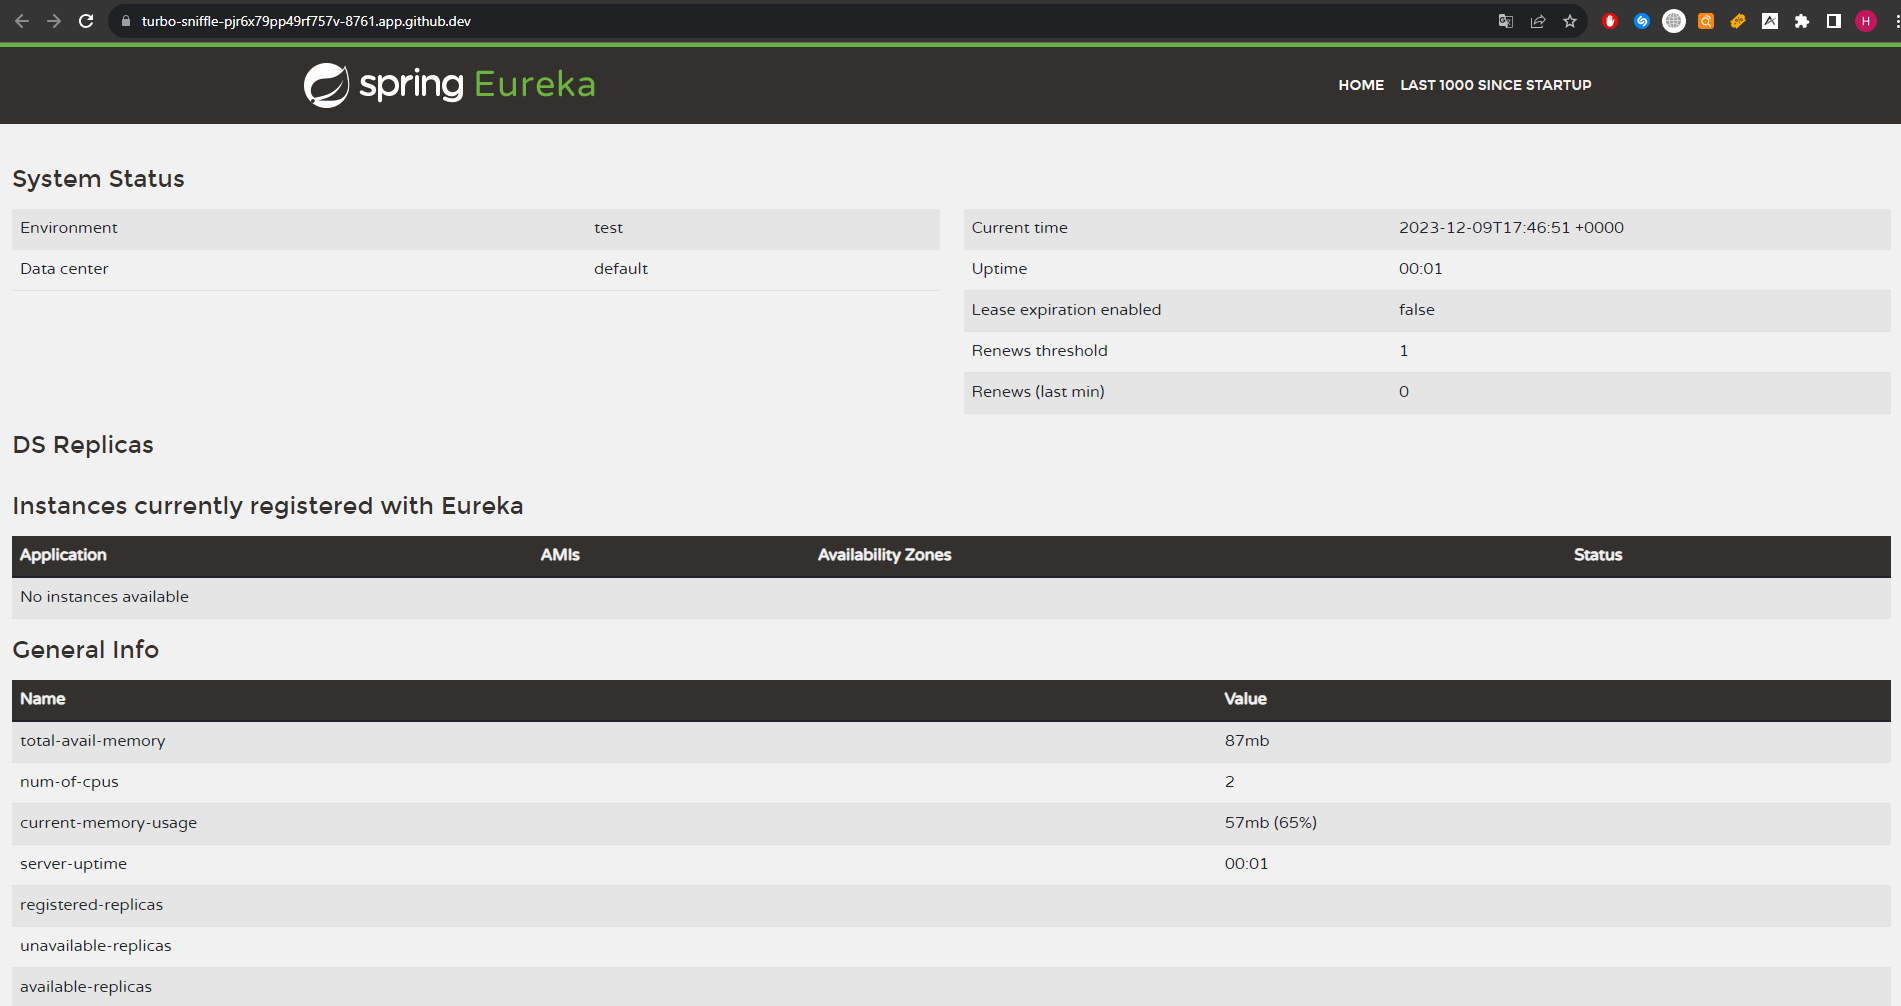 turbo-sniffle-pjr6x79pp49rf757v-8761.app.github.dev
H
spring Eureka
HOME LAST 1000 SINCE STARTUP
System Status
Environment test
Data center default
Current time 2023-12-09T17:46:51 +0000
Uptime 00:01
Lease expiration enabled false
Renews threshold 1
Renews (last min) 0
DS Replicas
Instances currently registered with Eureka
Application AMIs Availability Zones Status
No instances available
General Info
Name Value
total-avail-memory 87mb
num-of-cpus 2
current-memory-usage 57mb (65%)
server-uptime 00:01
registered-replicas
unavailable-replicas
available-replicas